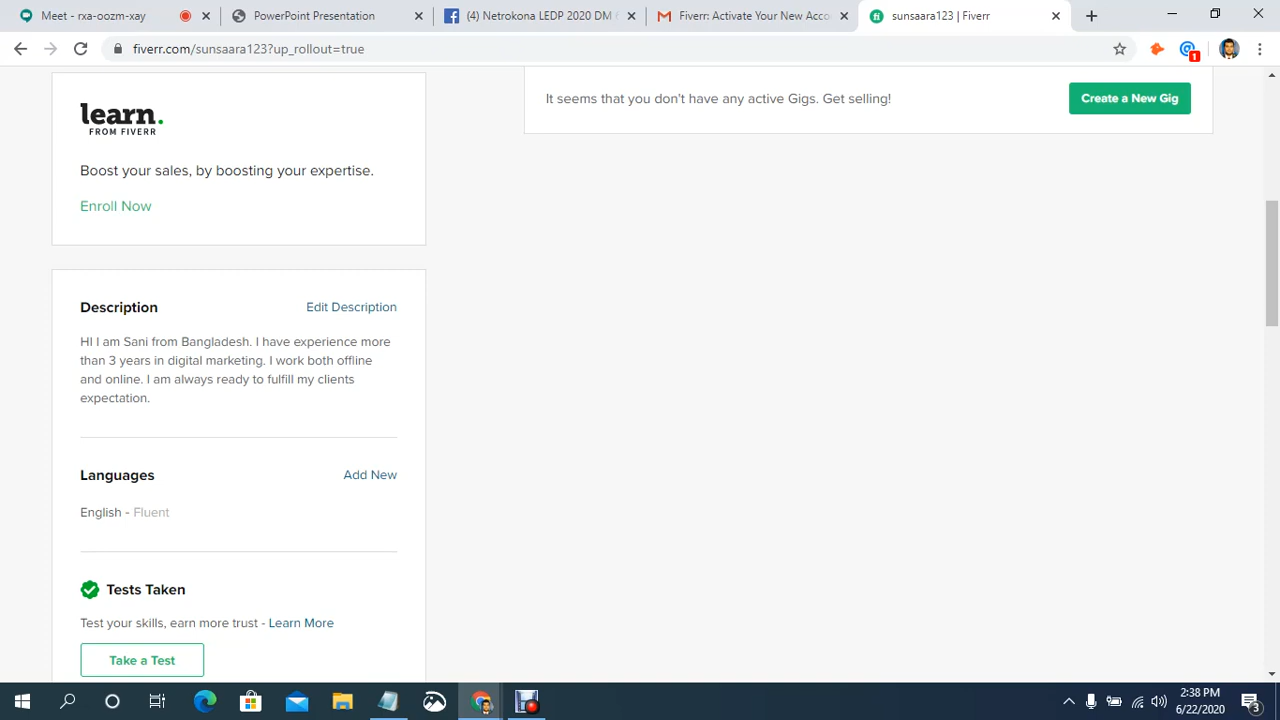 Meet - rxa-oozm-xay
PowerPoint Presentation
(4) Netrokona LEDP 2020 DM F
Fiverr: Activate Your New Acco
sunsaara123 | Fiverr
fiverr.com/sunsaara123?up_rollout=true
1
learn.
FROM FIVERR
Boost your sales, by boosting your expertise.
Enroll Now
It seems that you don't have any active Gigs. Get selling!
Create a New Gig
Description
Edit Description
HI I am Sani from Bangladesh. I have experience more
than 3 years in digital marketing. I work both offline
and online. I am always ready to fulfill my clients
expectation.
Languages
Add New
English - Fluent
Tests Taken
Test your skills, earn more trust - Learn More
Take a Test
2:38 PM
6/22/2020
3